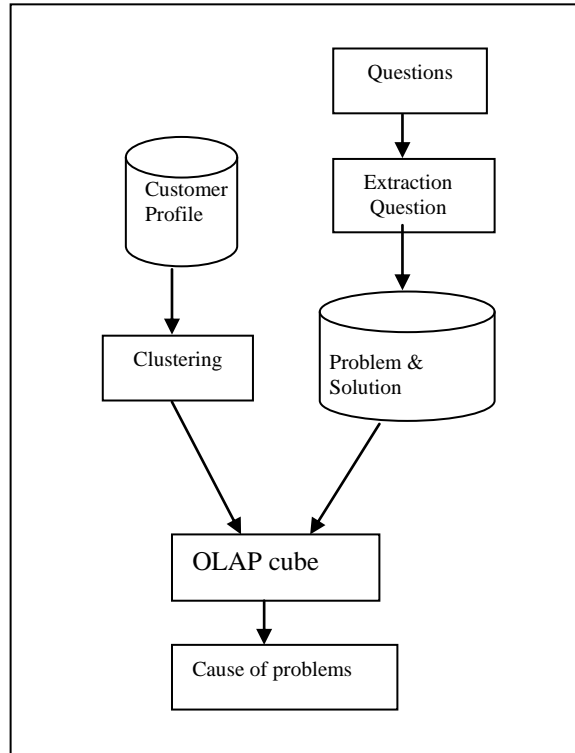 Questions
Customer
Profile
Extraction
Question
Clustering
Problem &
Solution
OLAP cube
Cause of problems